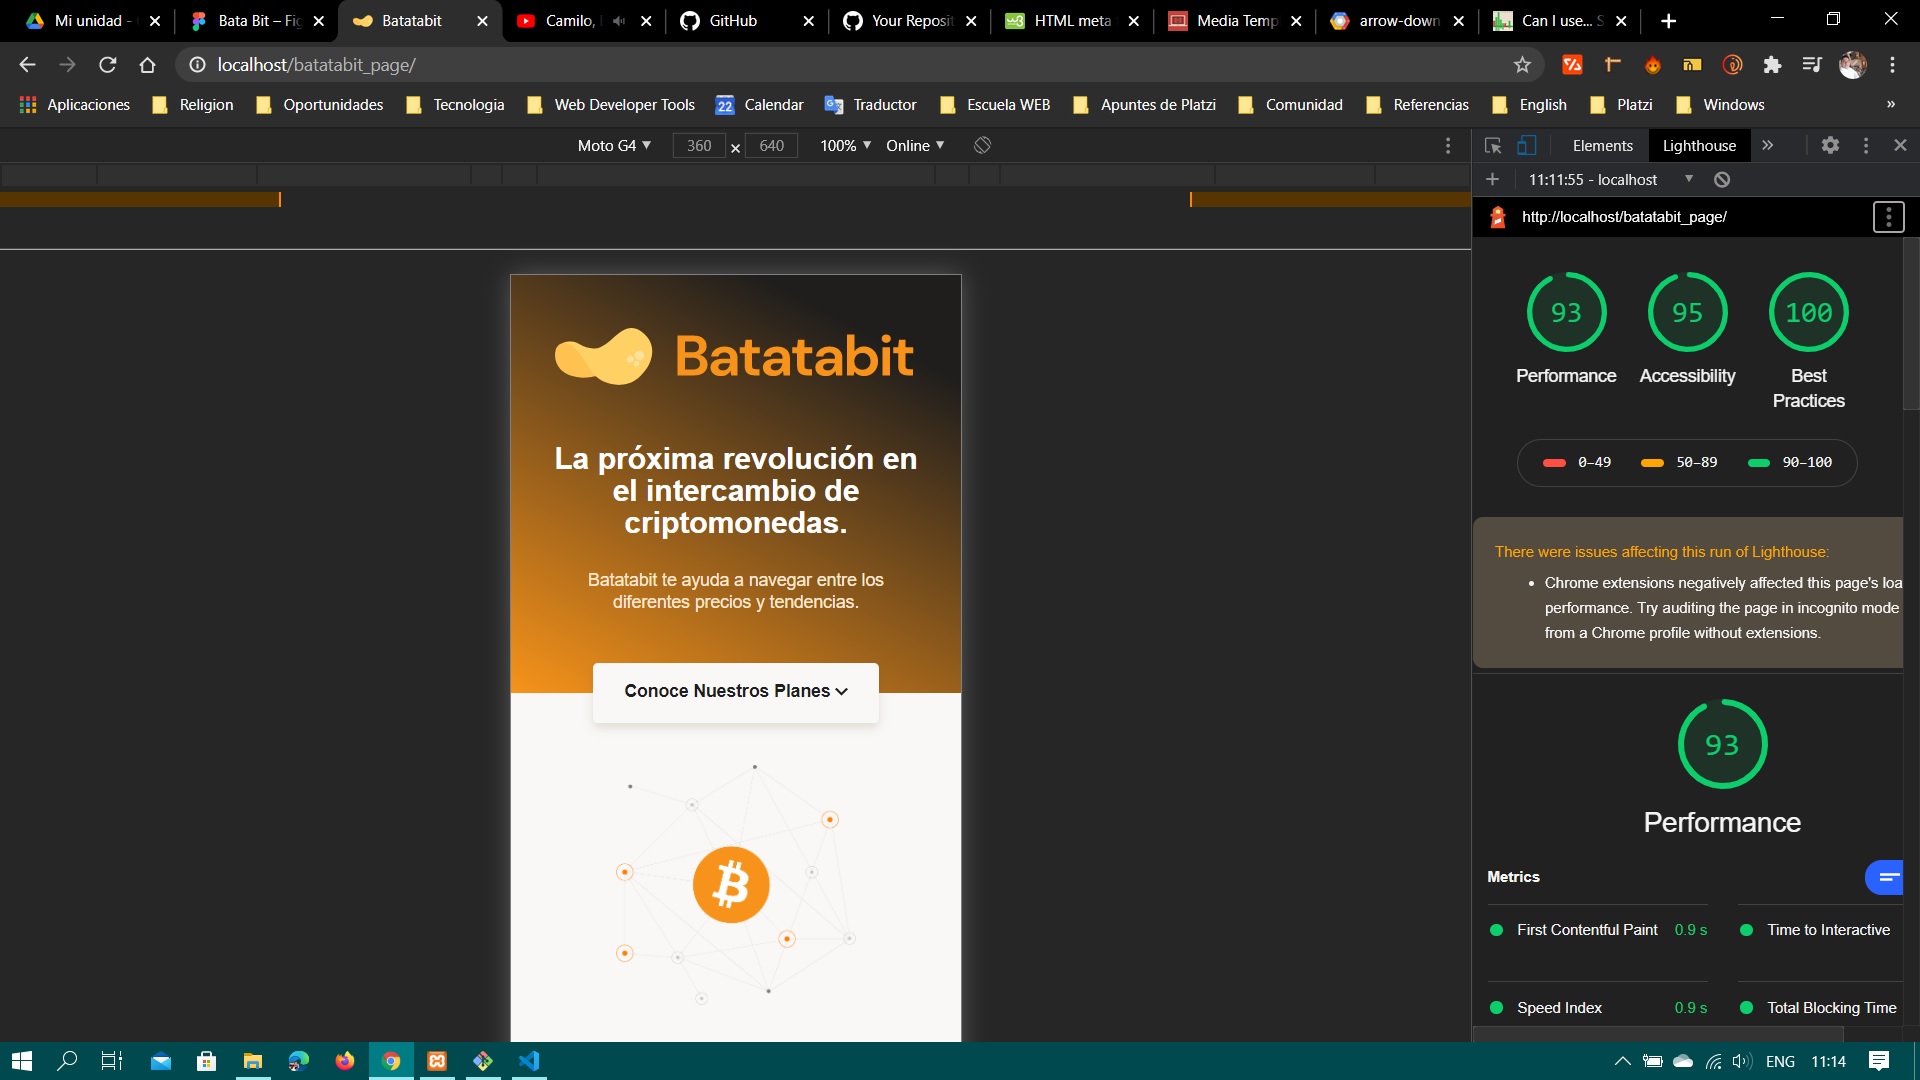 Mi unidad -
Bata Bit – Fig
Batatabit
Camilo,
GitHub
Your Reposit
HTML meta
Media Temp
arrow-down
Can I use... S
localhost/batatabit_page/
Aplicaciones
Religion
Oportunidades
Tecnologia
Web Developer Tools
22
Calendar
Traductor
Escuela WEB
Apuntes de Platzi
Comunidad
Referencias
English
Platzi
Windows
»
Moto G4
360
×
640
100%
Online
Elements
Lighthouse
»
11:11:55 - localhost
http://localhost/batatabit_page/
93
95
100
Performance
Accessibility
Best
Practices
0–49
50–89
90–100
There were issues affecting this run of Lighthouse:
Chrome extensions negatively affected this page's loa
performance. Try auditing the page in incognito mode
from a Chrome profile without extensions.
93
Performance
Metrics
First Contentful Paint 0.9 s
Time to Interactive
Speed Index 0.9 s
Total Blocking Time
Batatabit
La próxima revolución en
el intercambio de
criptomonedas.
Batatabit te ayuda a navegar entre los
diferentes precios y tendencias.
Conoce Nuestros Planes
ENG
11:14